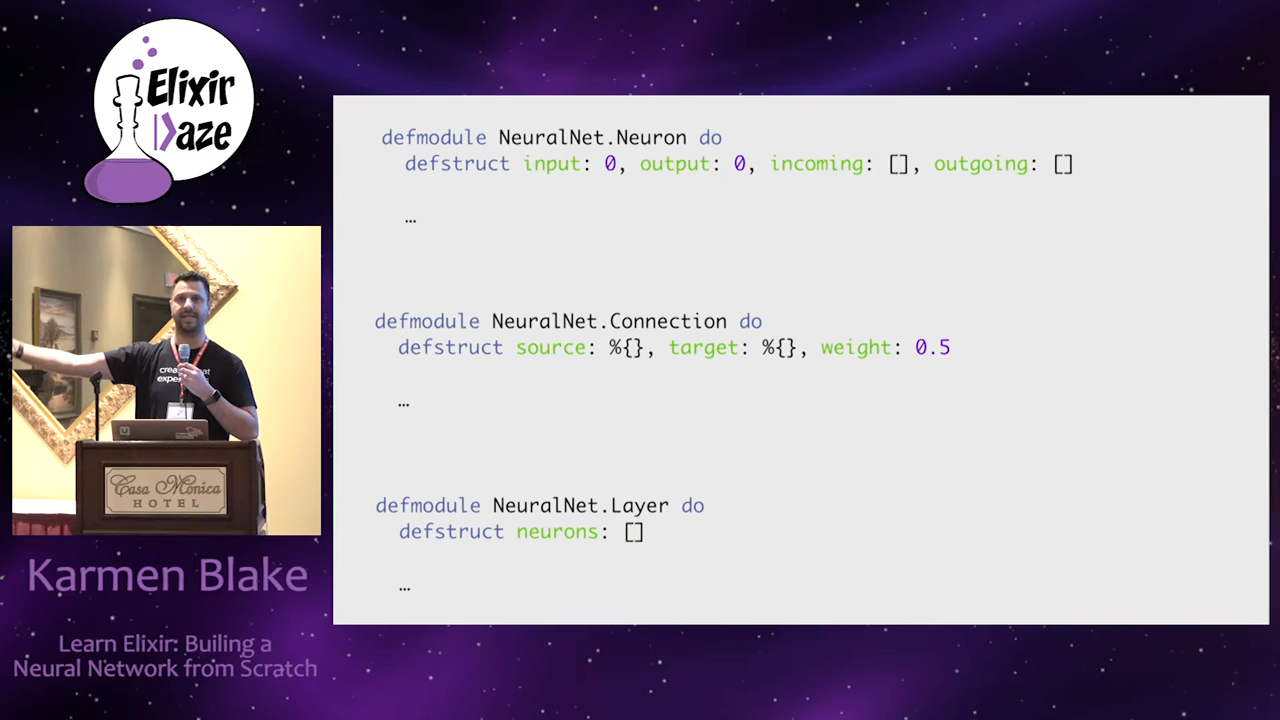 Elixir
Daze
defmodule NeuralNet.Neuron do
defstruct input: 0, output: 0, incoming: [], outgoing: []
…
defmodule NeuralNet.Connection do
defstruct source: %{}, target: %{}, weight: 0.5
…
defmodule NeuralNet.Layer do
defstruct neurons: []
…
Casa Monica
HOTEL
Karmen Blake
Learn Elixir: Builing a
Neural Network from Scratch